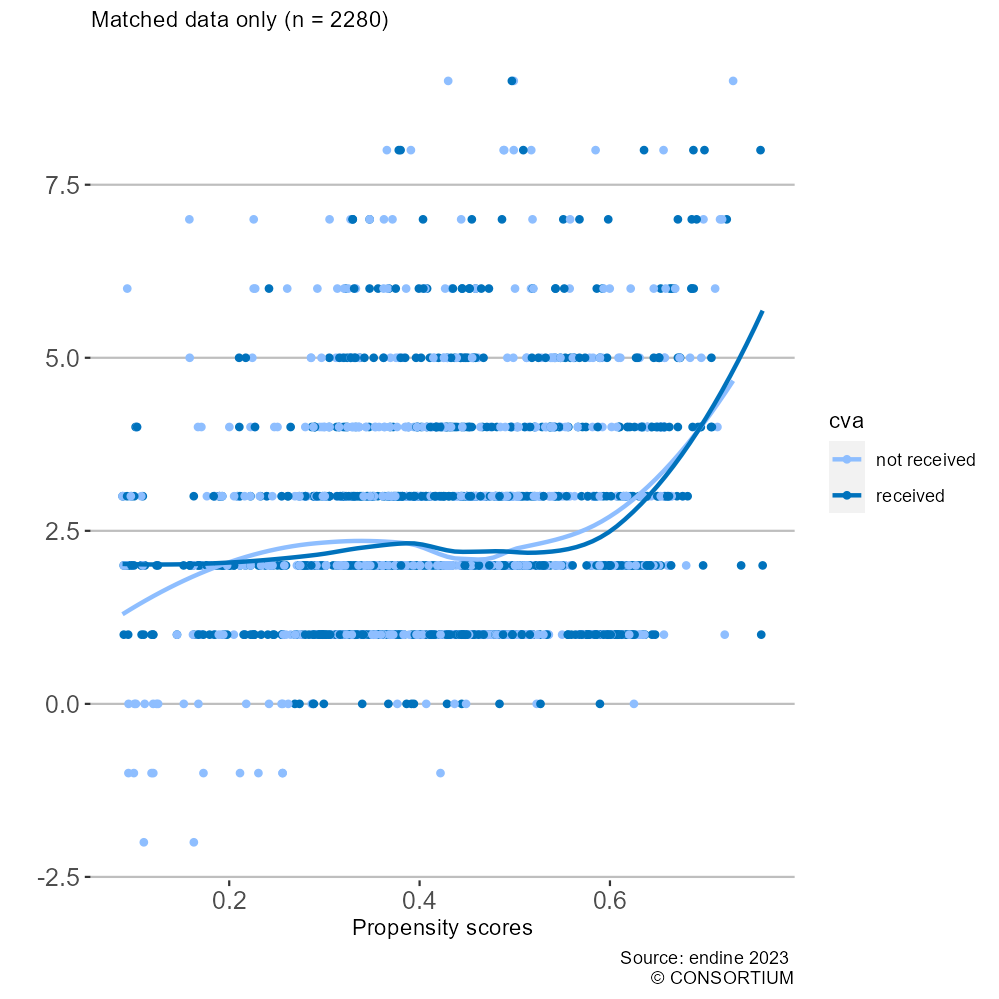 Matched data only (n = 2280)
7.5
5.0
2.5
0.0
-2.5
0.2 0.4 0.6
Propensity scores
cva
not received
received
Source: endine 2023
© CONSORTIUM